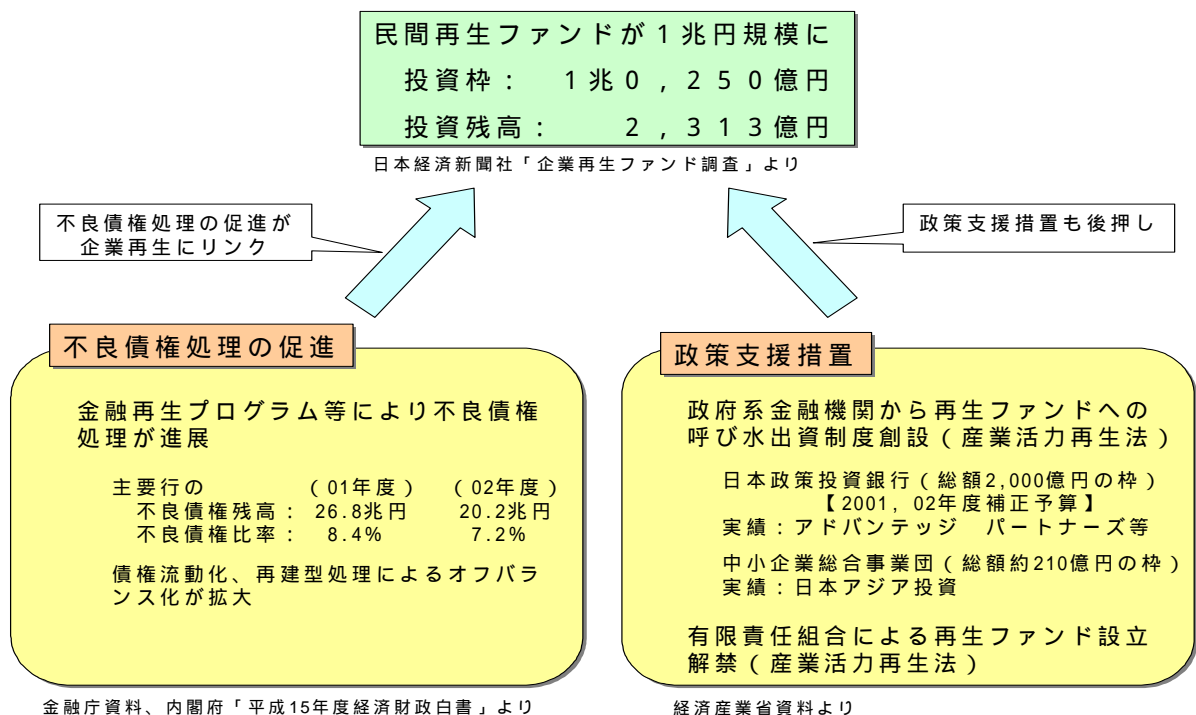 民間再生ファンドが1兆円規模に
投資枠： 1兆0，250億円
投資残高： 2，313億円
日本経済新聞社「企業再生ファンド調査」より
不良債権処理の促進が
企業再生にリンク
政策支援措置も後押し
不良債権処理の促進
金融再生プログラム等により不良債権
処理が進展
主要行の （01年度） （02年度）
不良債権残高： 26.8兆円 20.2兆円
不良債権比率： 8.4% 7.2%
債権流動化、再建型処理によるオフバラ
ンス化が拡大
金融庁資料、内閣府「平成15年度経済財政白書」より
政策支援措置
政府系金融機関から再生ファンドへの
呼び水出資制度創設（産業活力再生法）
日本政策投資銀行（総額2,000億円の枠）
【2001，02年度補正予算】
実績：アドバンテッジ パートナーズ等
中小企業総合事業団（総額約210億円の枠）
実績：日本アジア投資
有限責任組合による再生ファンド設立
解禁（産業活力再生法）
経済産業省資料より